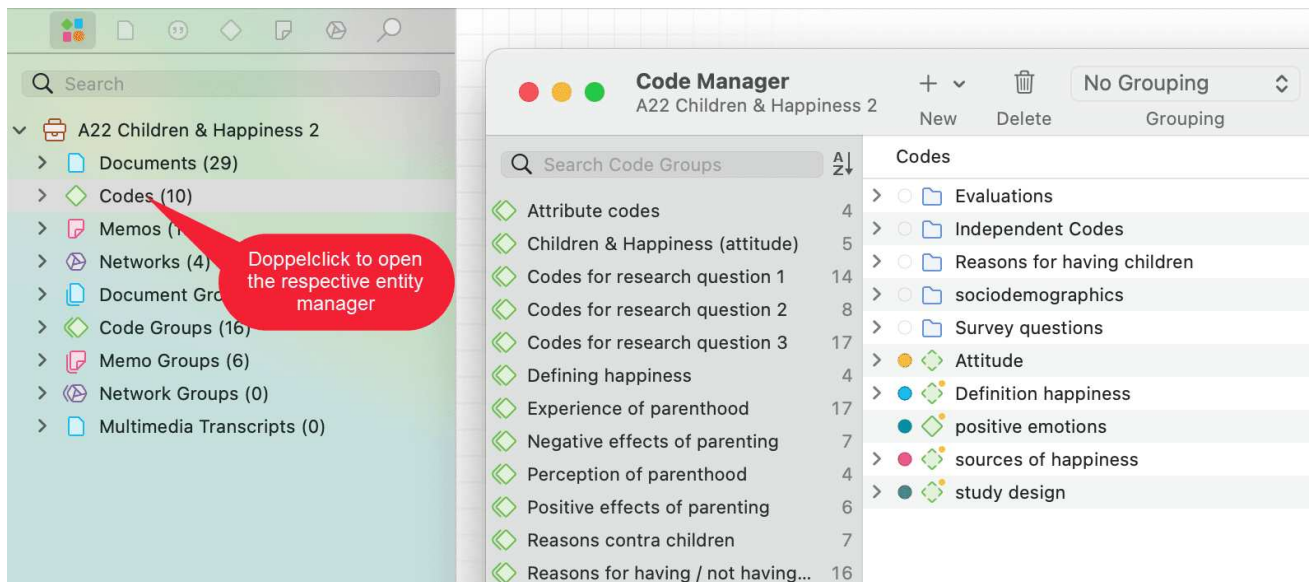 Search
A22 Children & Happiness 2
Documents (29)
Codes (10)
Memos (1
Networks (4)
Document Gro
Code Groups (16)
Memo Groups (6)
Network Groups (0)
Multimedia Transcripts (0)
Doppelclick to open
the respective entity
manager
Code Manager
A22 Children & Happiness 2
New
Delete
No Grouping
Grouping
Search Code Groups
AZ
Attribute codes 4
Children & Happiness (attitude) 5
Codes for research question 1 14
Codes for research question 2 8
Codes for research question 3 17
Defining happiness 4
Experience of parenthood 17
Negative effects of parenting 7
Perception of parenthood 4
Positive effects of parenting 6
Reasons contra children 7
Reasons for having / not having... 16
Codes
Evaluations
Independent Codes
Reasons for having children
sociodemographics
Survey questions
Attitude
Definition happiness
positive emotions
sources of happiness
study design